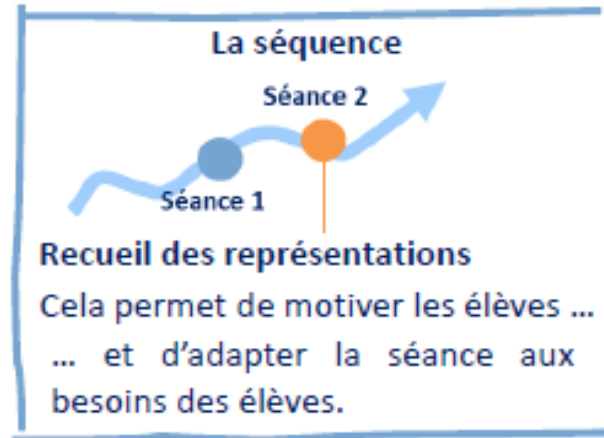 La séquence
Séance 2
Séance 1
Recueil des représentations
Cela permet de motiver les élèves ...
... et d'adapter la séance aux
besoins des élèves.